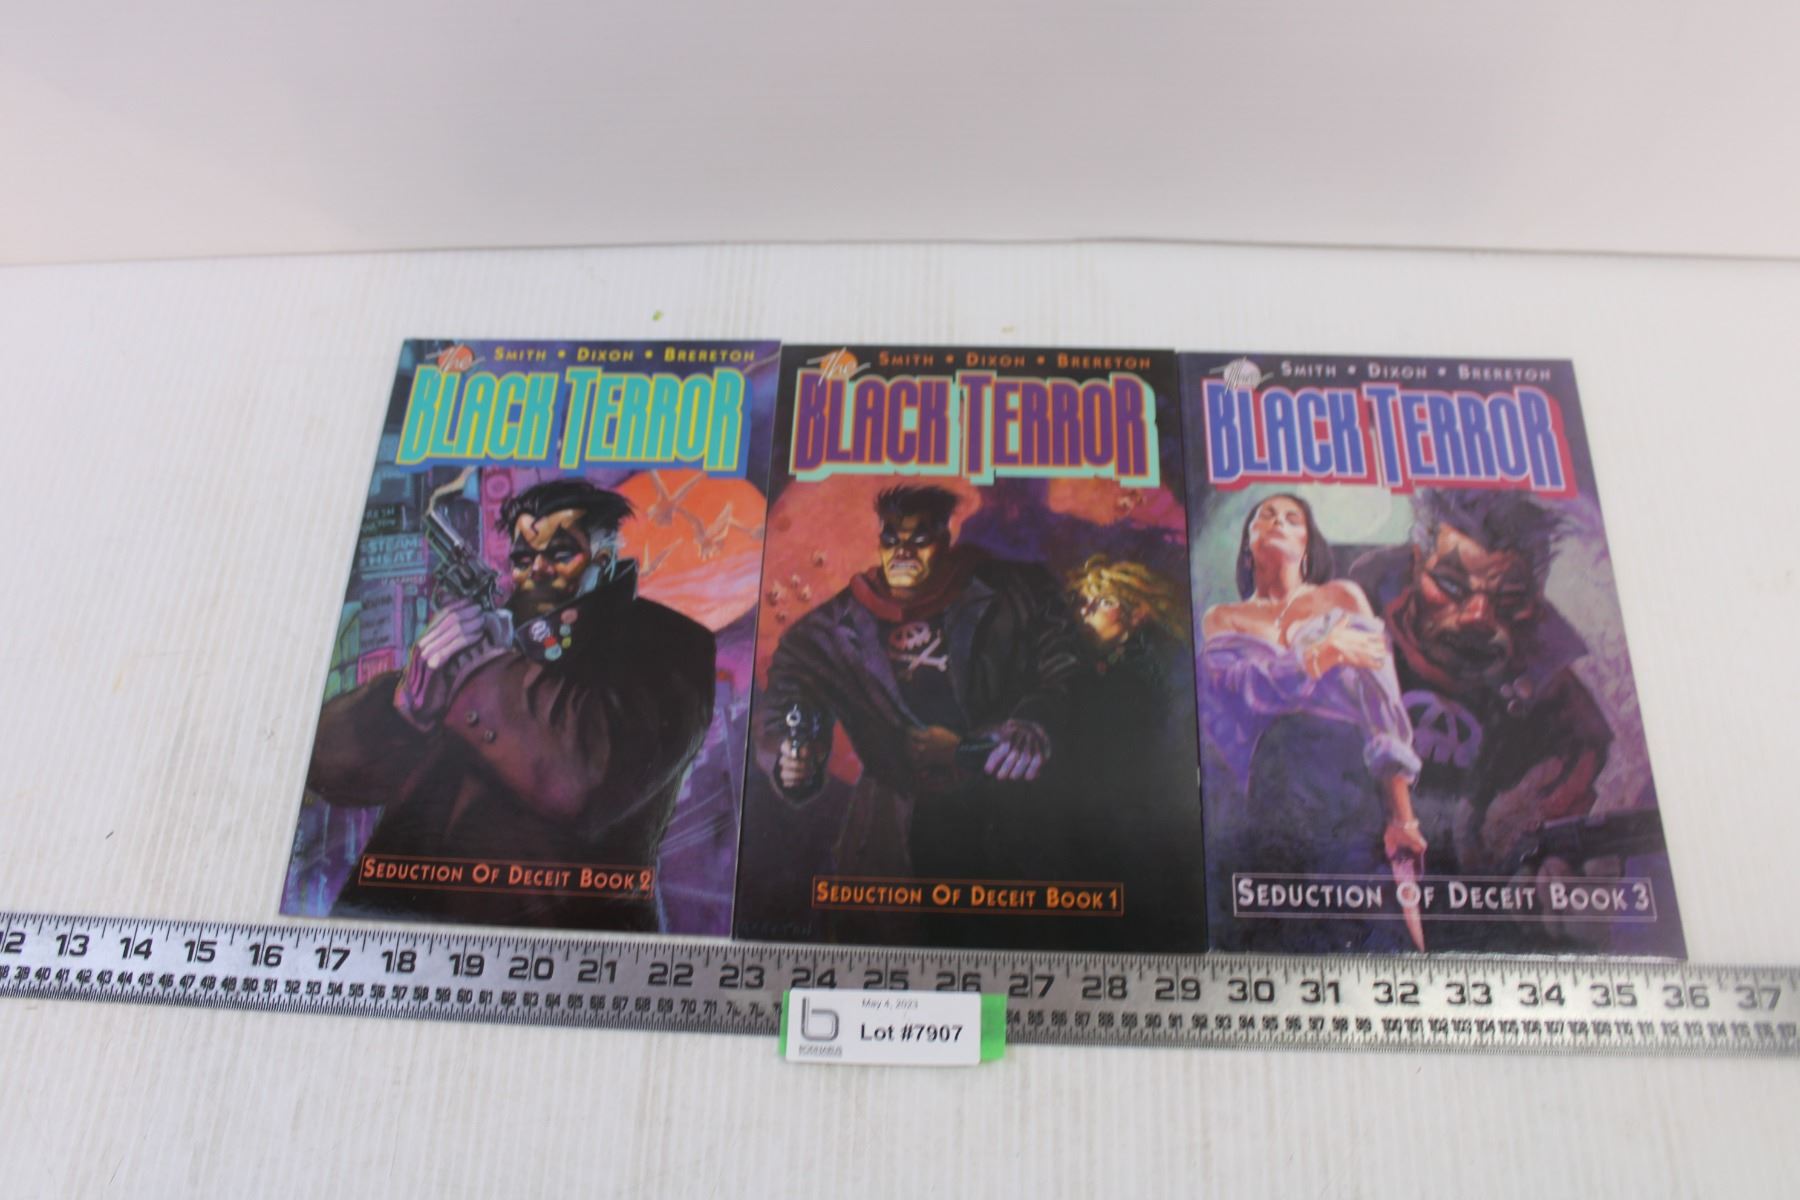 The
SMITH • DIXON • BRERETON
BLACK TERROR
STEAM
HEAT
SEDUCTION OF DECEIT BOOK 2
The
SMITH • DIXON • BRERETON
BLACK TERROR
SEDUCTION OF DECEIT BOOK 1
BRERETON
The
SMITH • DIXON • BRERETON
BLACK TERROR
SEDUCTION OF DECEIT BOOK 3
12 13 14 15 16 17 18 19 20 21 22 23 24 25 26 27 28 29 30 31 32 33 34 35 36 37
b
May 4, 2023
Lot #7907